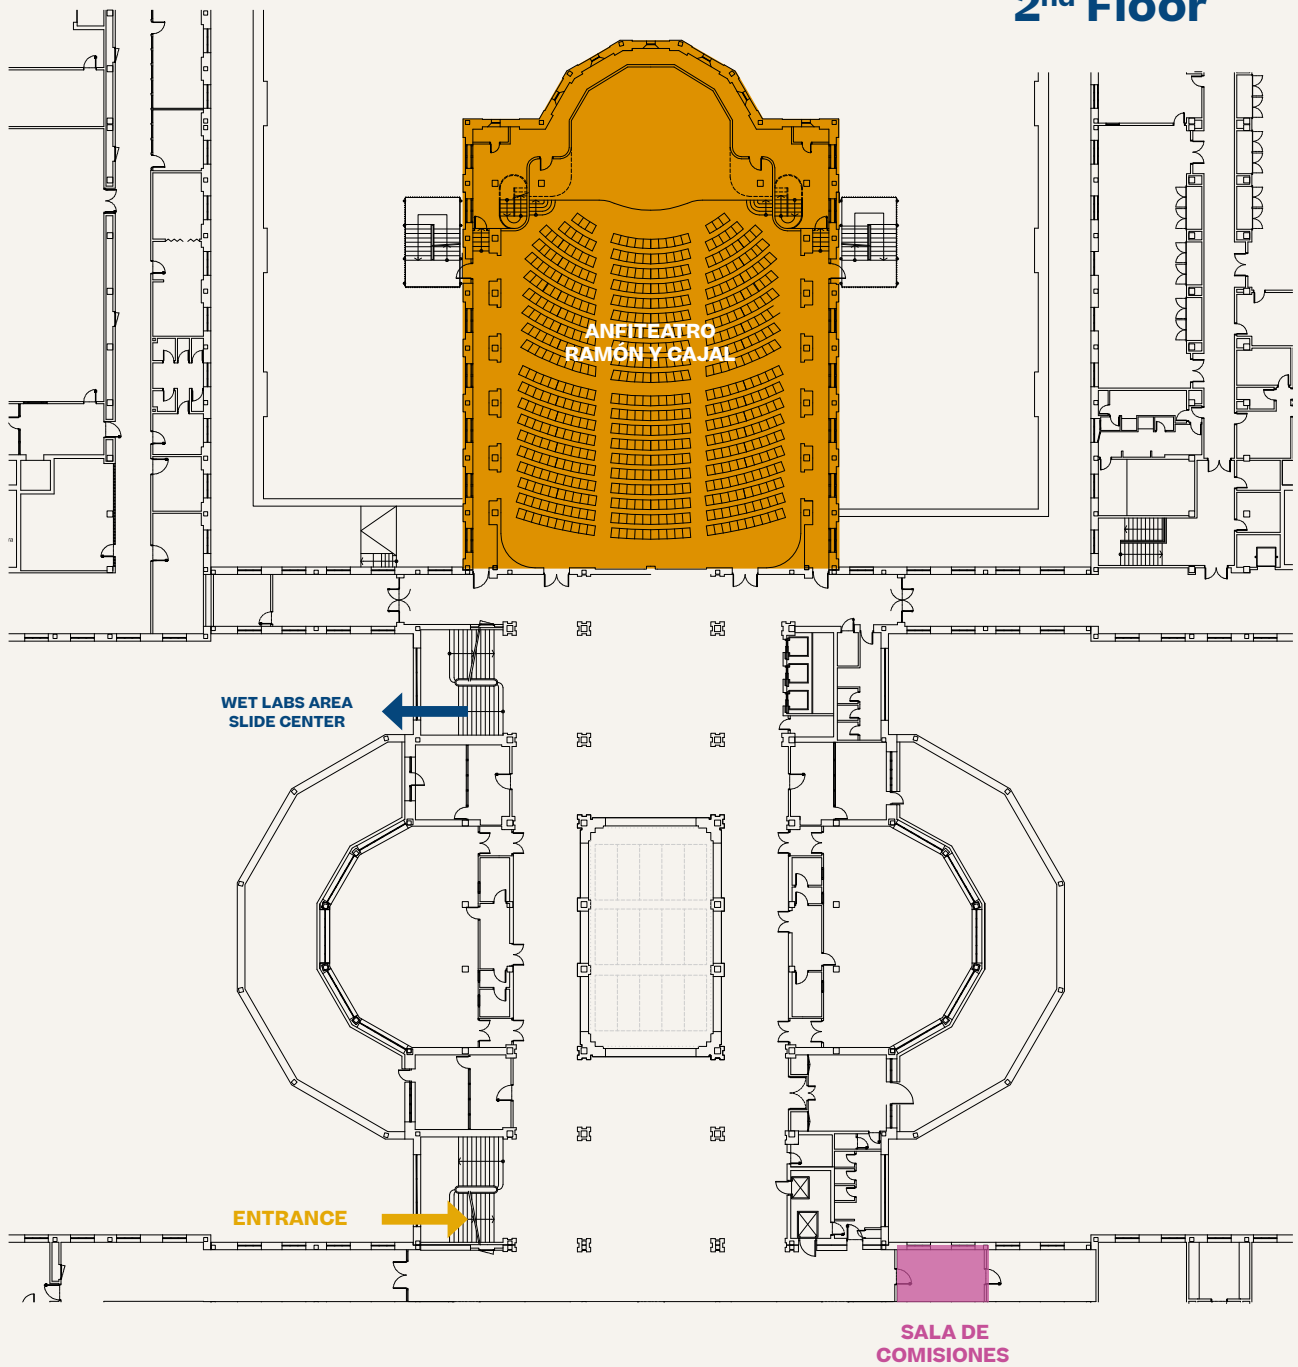 2nd Floor
ANFITEATRO
RAMÓN Y CAJAL
WET LABS AREA
SLIDE CENTER
ENTRANCE
SALA DE
COMISIONES